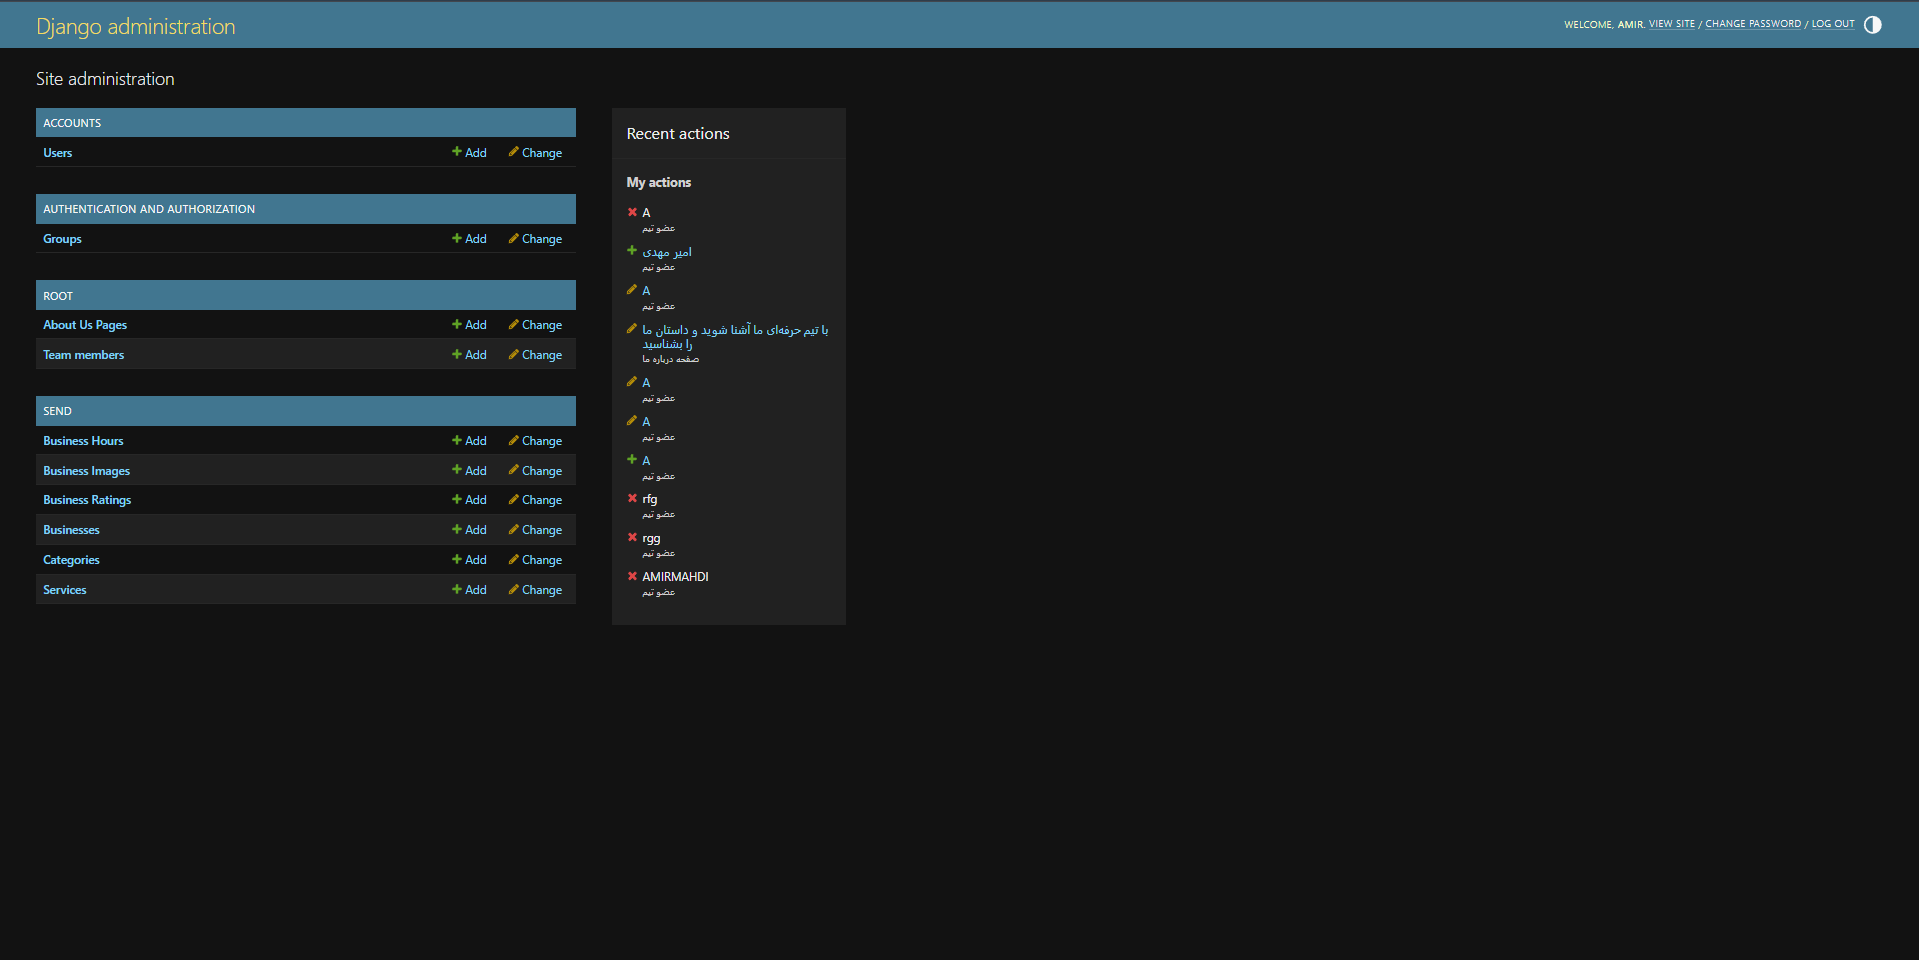 Django administration
WELCOME, AMIR. VIEW SITE / CHANGE PASSWORD / LOG OUT
Site administration
ACCOUNTS
Users Add Change
AUTHENTICATION AND AUTHORIZATION
Groups Add Change
ROOT
About Us Pages Add Change
Team members Add Change
SEND
Business Hours Add Change
Business Images Add Change
Business Ratings Add Change
Businesses Add Change
Categories Add Change
Services Add Change
Recent actions
My actions
A
عضو تیم
امیر مهدی
عضو تیم
A
عضو تیم
با تیم حرفه‌ای ما آشنا شوید و داستان ما
را بشناسید
صفحه درباره ما
A
عضو تیم
A
عضو تیم
A
عضو تیم
rfg
عضو تیم
rgg
عضو تیم
AMIRMAHDI
عضو تیم